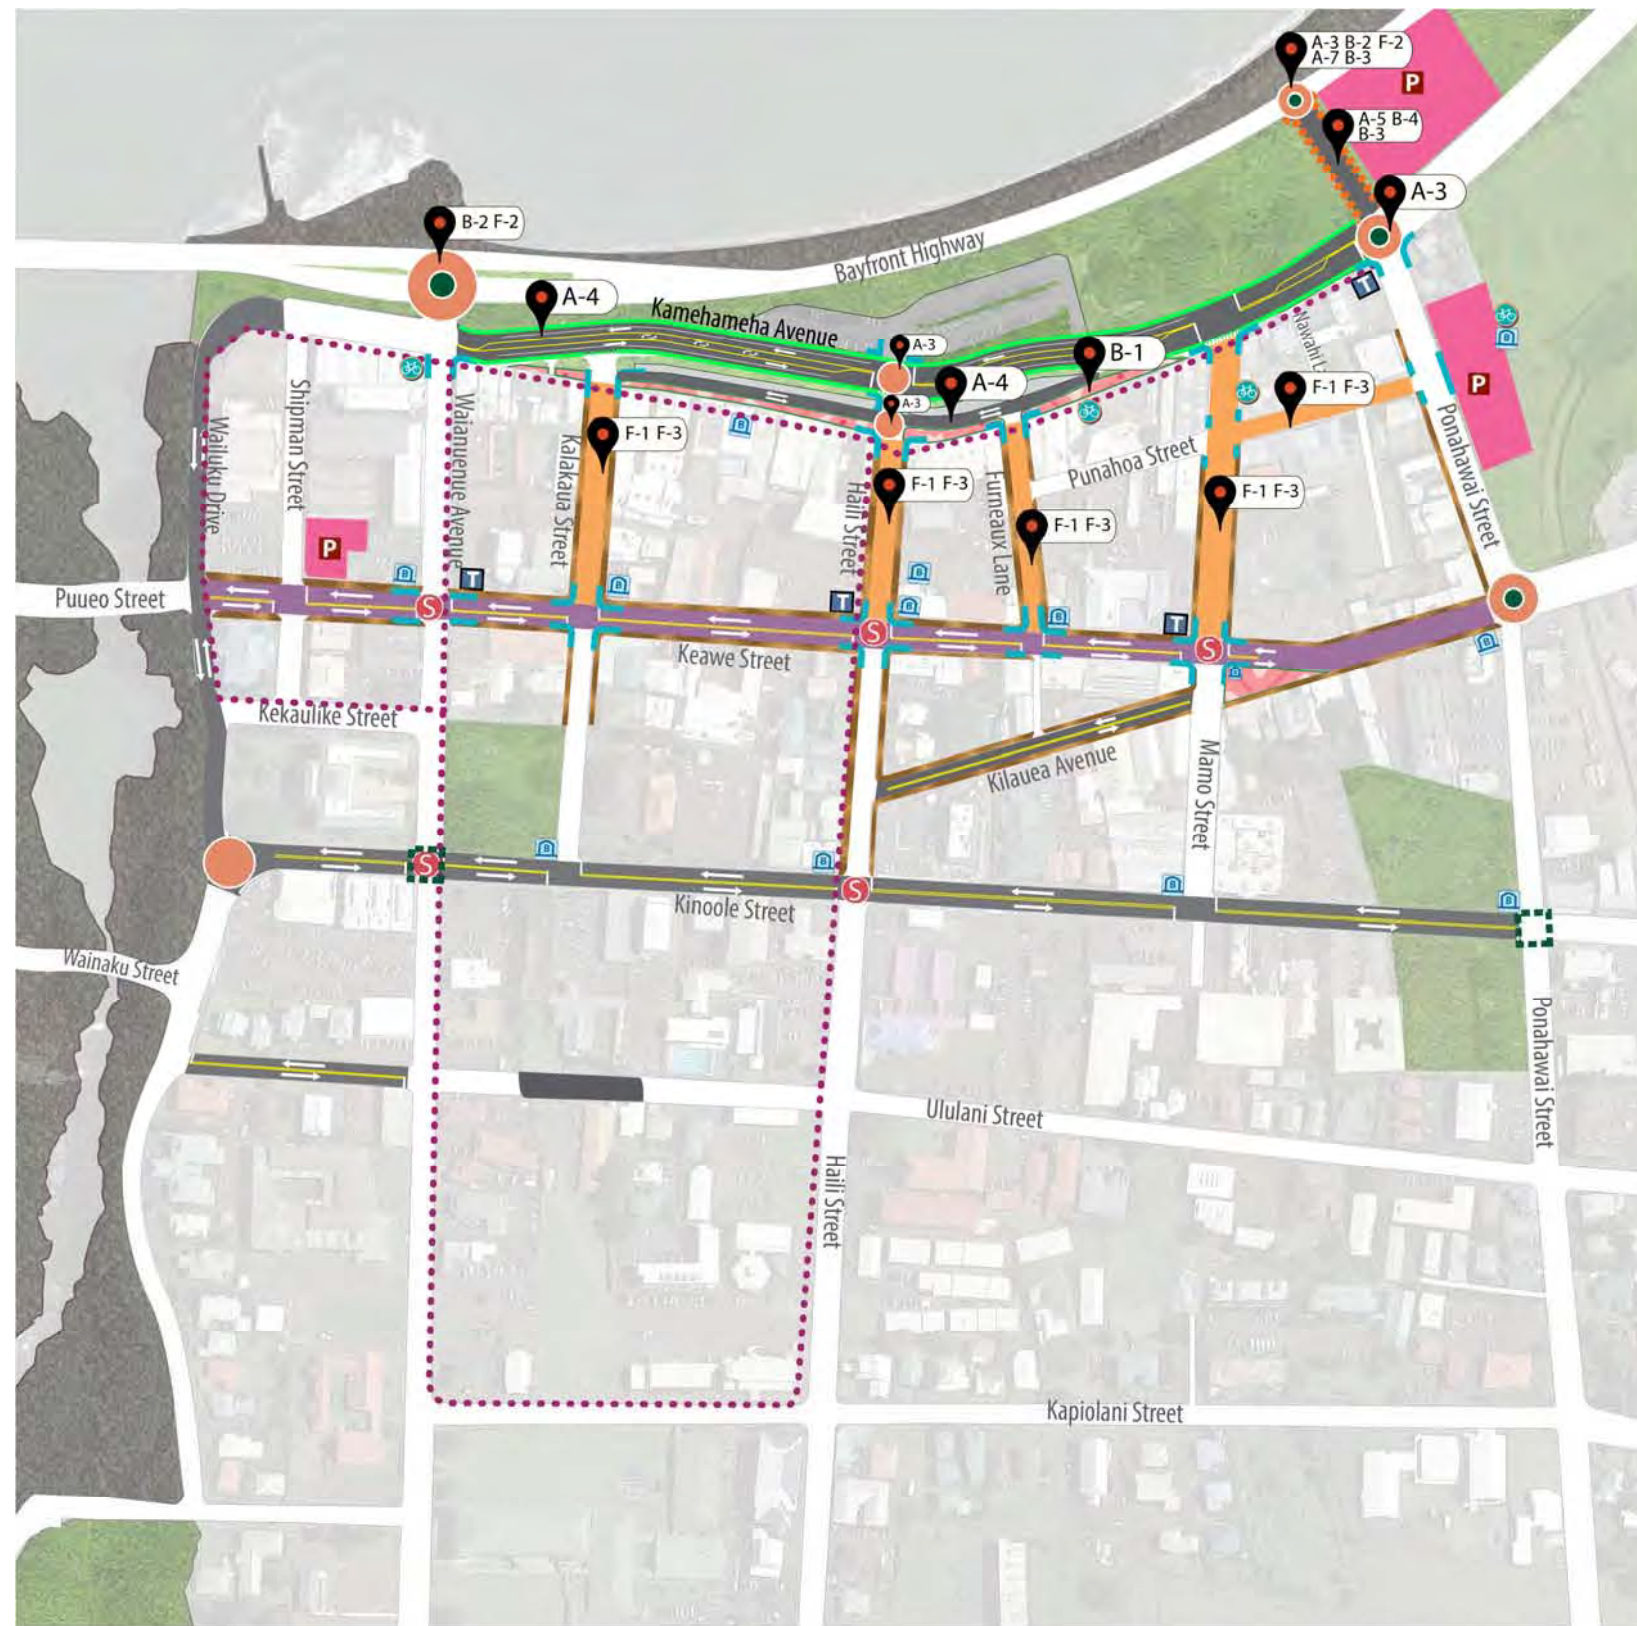 A-3 B-2 F-2
A-7 B-3
P
A-5 B-4
B-3
A-3
B-2 F-2
Bayfront Highway
A-4
Kamehameha Avenue
T
A-3
B-1
A-4
A-3
P
F-1 F-3
B
F-1 F-3
Punahoa Street
Ponahawai Street
Wailuku Drive
Shipman Street
Waianuenue Avenue
Kalakaua Street
Haili Street
F-1 F-3
Furneaux Lane
F-1 F-3
F-1 F-3
P
B
T
B
T
B
B
B
T
Puueo Street
S
S
S
B
B
Keawe Street
Kekaulike Street
Kilauea Avenue
Mamo Street
S
B
B
B
B
S
Kinoole Street
Wainaku Street
Ponahawai Street
Ululani Street
Haili Street
Kapiolani Street